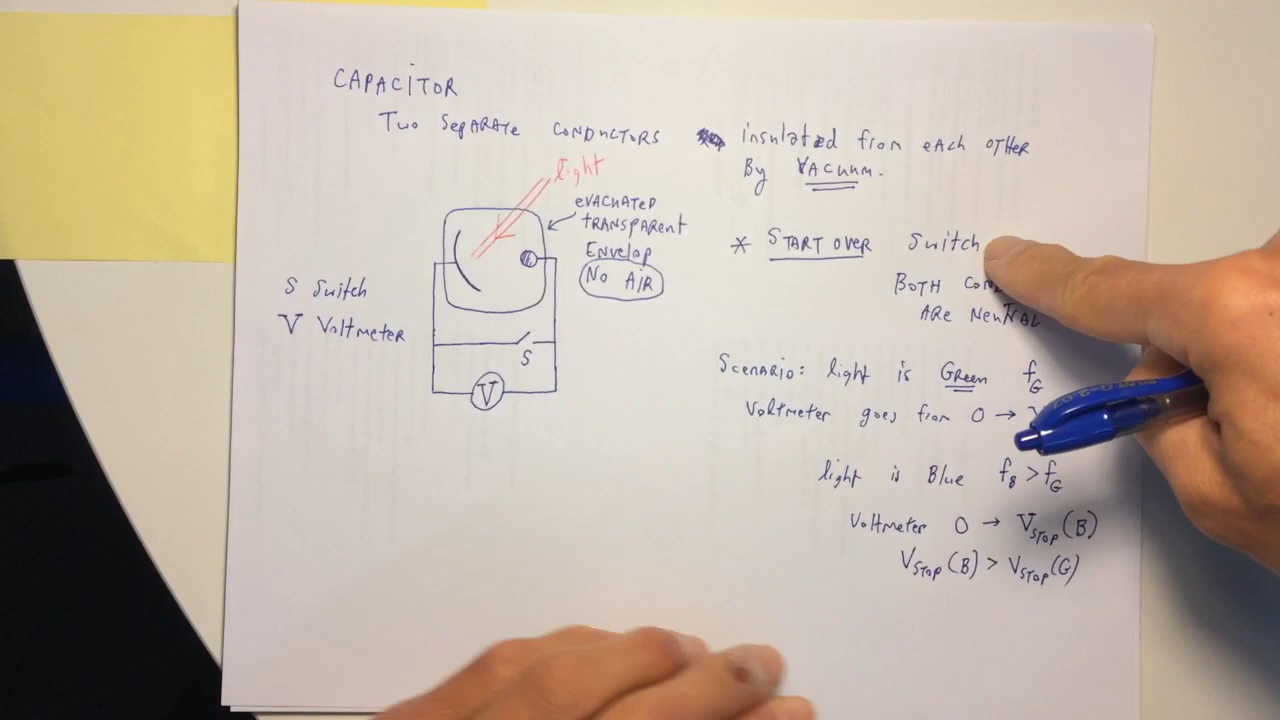 CAPACITOR
Two Separate Conductors insulated from each other
By Vacuum.
light
evacuated
transparent
Envelop
No Air
S Switch
V Voltmeter
S
V
* START OVER Switch
Both
are neutral
Scenario: light is Green f_G
Voltmeter goes from 0 →
light is Blue f_B > f_G
Voltmeter 0 → V_STOP(B)
V_STOP(B) > V_STOP(G)